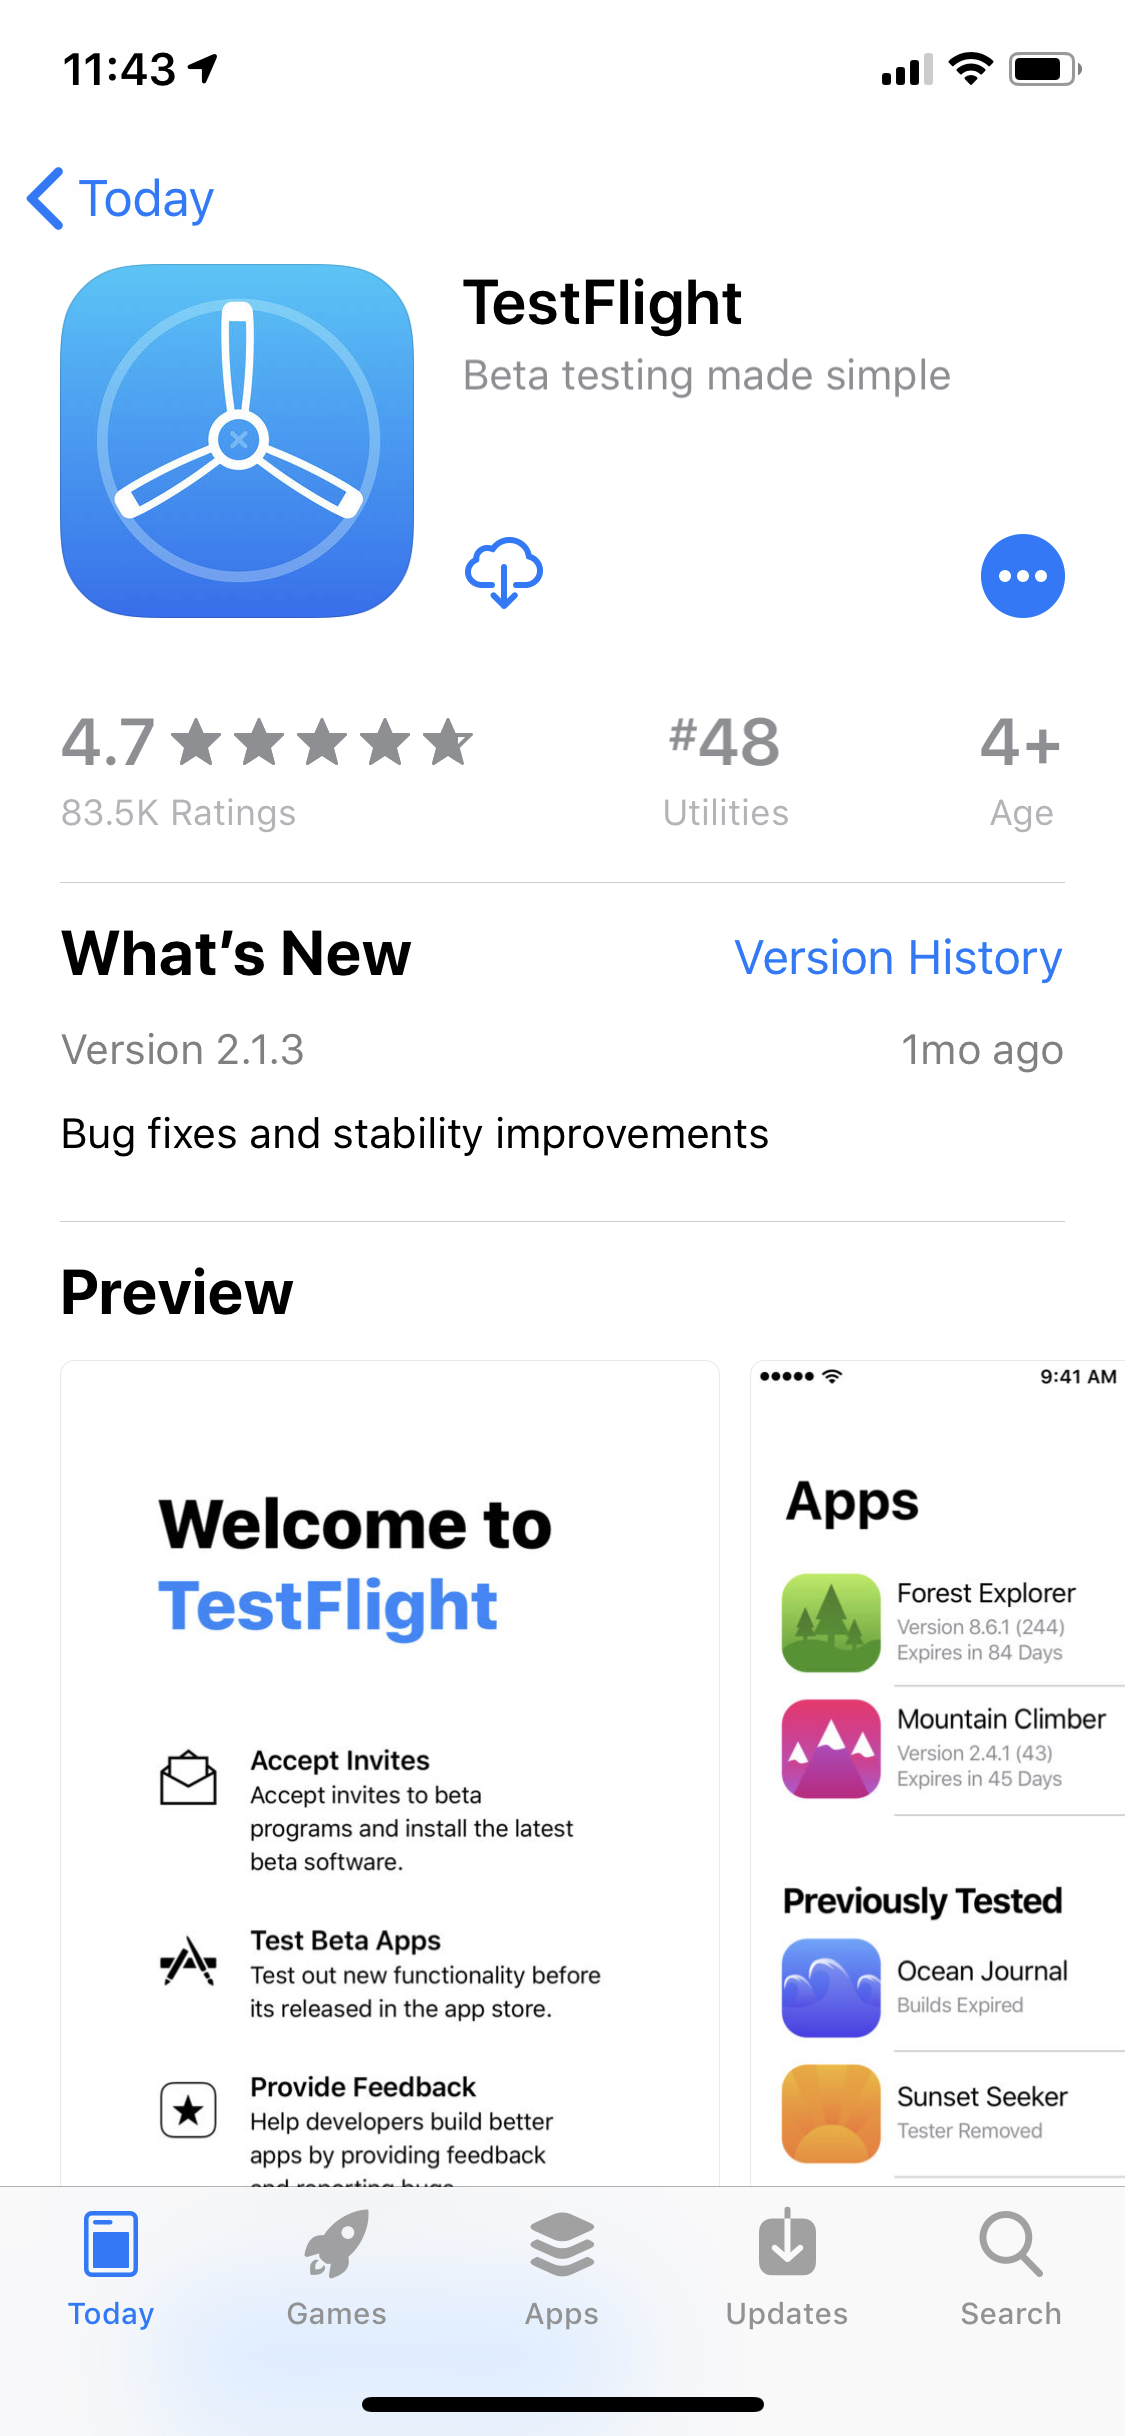 11:43
Today
TestFlight
Beta testing made simple
4.7
#48
4+
83.5K Ratings
Utilities
Age
What's New
Version History
Version 2.1.3
1mo ago
Bug fixes and stability improvements
Preview
Welcome to
TestFlight
Accept Invites
Accept invites to beta
programs and install the latest
beta software.
Test Beta Apps
Test out new functionality before
its released in the app store.
Provide Feedback
Help developers build better
apps by providing feedback
and reporting bugs
9:41 AM
Apps
Forest Explorer
Version 8.6.1 (244)
Expires in 84 Days
Mountain Climber
Version 2.4.1 (43)
Expires in 45 Days
Previously Tested
Ocean Journal
Builds Expired
Sunset Seeker
Tester Removed
Today
Games
Apps
Updates
Search